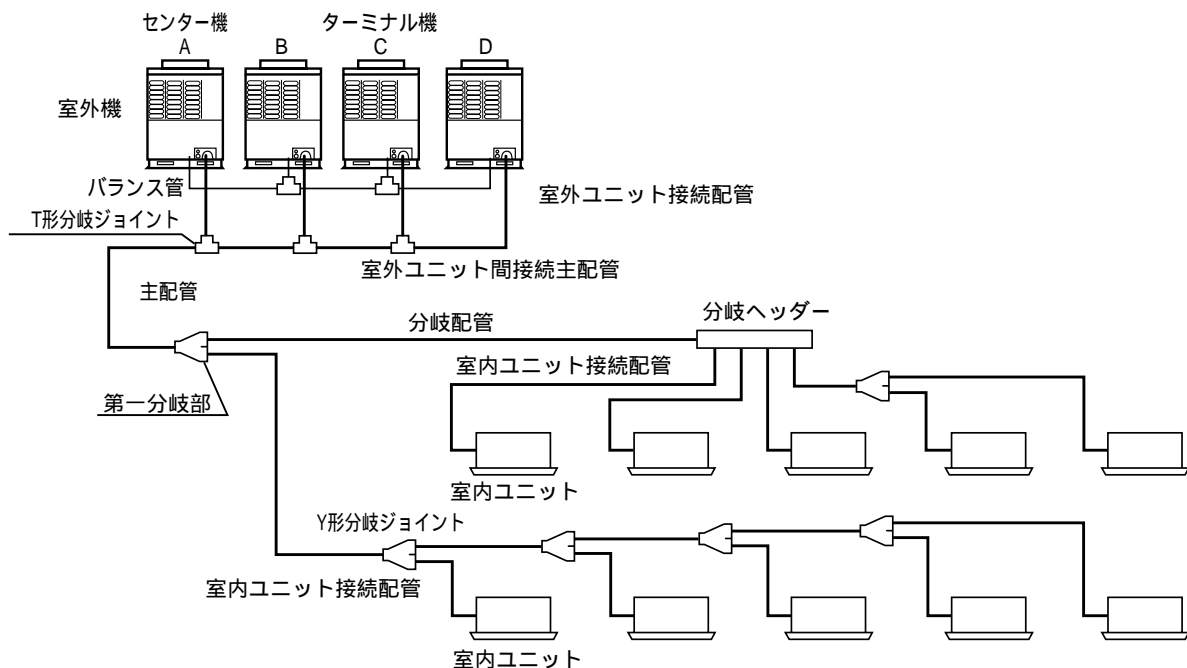 センター機 ターミナル機
A B C D
室外機
バランス管
室外ユニット接続配管
T形分岐ジョイント
室外ユニット間接続主配管
主配管
分岐ヘッダー
分岐配管
室内ユニット接続配管
第一分岐部
室内ユニット
Y形分岐ジョイント
室内ユニット接続配管
室内ユニット